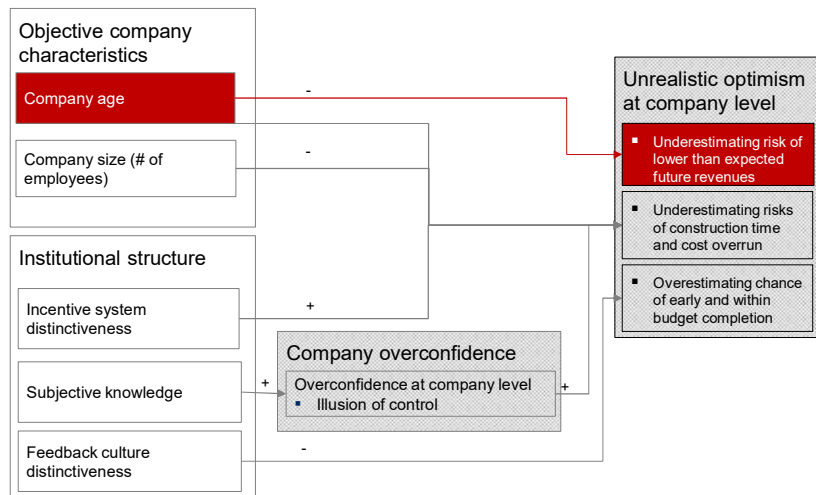 Objective company
characteristics
Company age
-
Company size (# of
employees)
-
Institutional structure
Incentive system
distinctiveness
+
Subjective knowledge
+
Feedback culture
distinctiveness
-
Company overconfidence
Overconfidence at company level
▪ Illusion of control
+
Unrealistic optimism
at company level
▪ Underestimating risk of
lower than expected
future revenues
▪ Underestimating risks
of construction time
and cost overrun
▪ Overestimating chance
of early and within
budget completion